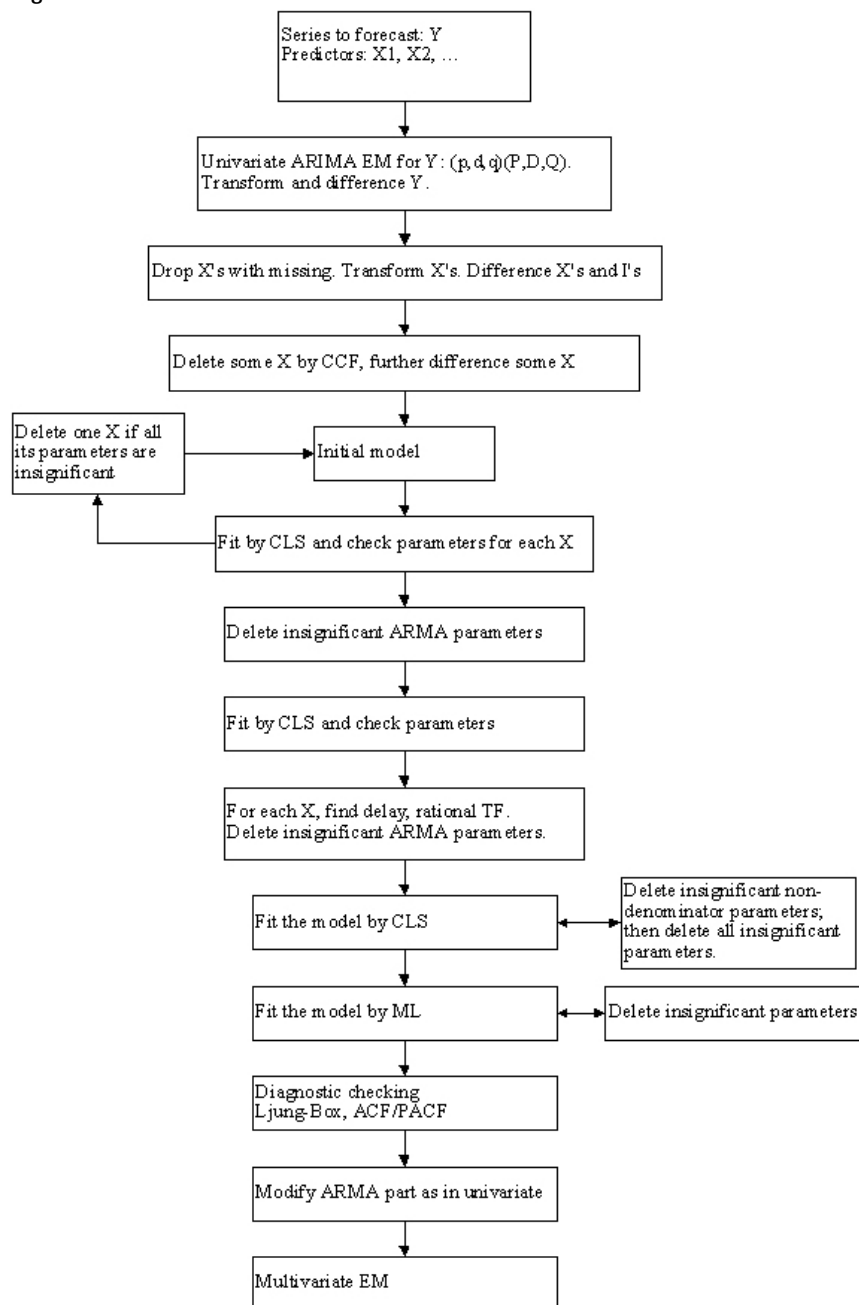 Series to forecast: Y
Predictors: X1, X2, ...
Univariate ARIMA EM for Y: (p,d,q)(P,D,Q).
Transform and difference Y.
Drop X's with missing. Transform X's. Difference X's and I's
Delete some X by CCF, further difference some X
Delete one X if all
its parameters are
insignificant
Initial model
Fit by CLS and check parameters for each X
Delete insignificant ARMA parameters
Fit by CLS and check parameters
For each X, find delay, rational TF.
Delete insignificant ARMA parameters.
Fit the model by CLS
Delete insignificant non-
denominator parameters;
then delete all insignificant
parameters.
Fit the model by ML
Delete insignificant parameters
Diagnostic checking
Ljung-Box, ACF/PACF
Modify ARMA part as in univariate
Multivariate EM